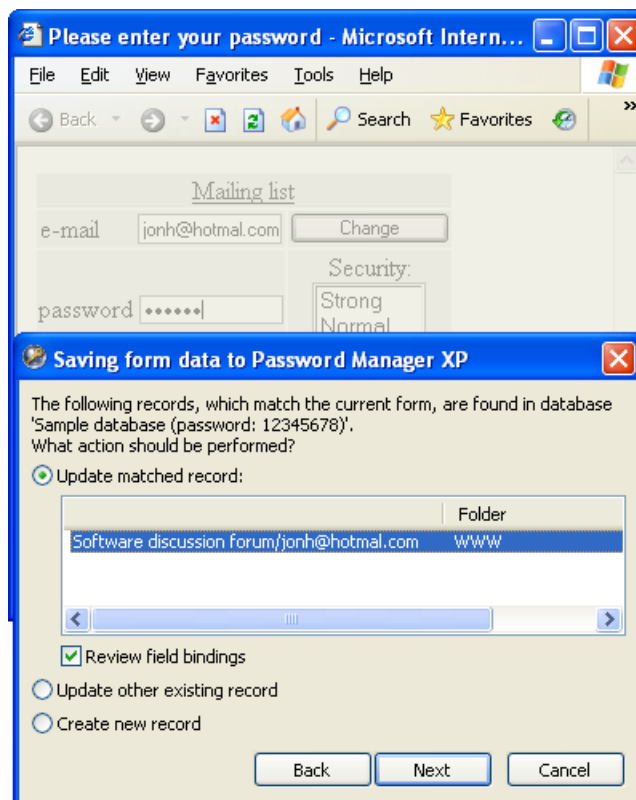 Please enter your password - Microsoft Intern...
File Edit View Favorites Tools Help
Back Search Favorites »
Mailing list
e-mail jonh@hotmal.com Change
Security:
password ●●●●●● Strong
Normal
Saving form data to Password Manager XP
The following records, which match the current form, are found in database
'Sample database (password: 12345678)'.
What action should be performed?
Update matched record:
Folder
Software discussion forum/jonh@hotmal.com WWW
Review field bindings
Update other existing record
Create new record
Back Next Cancel